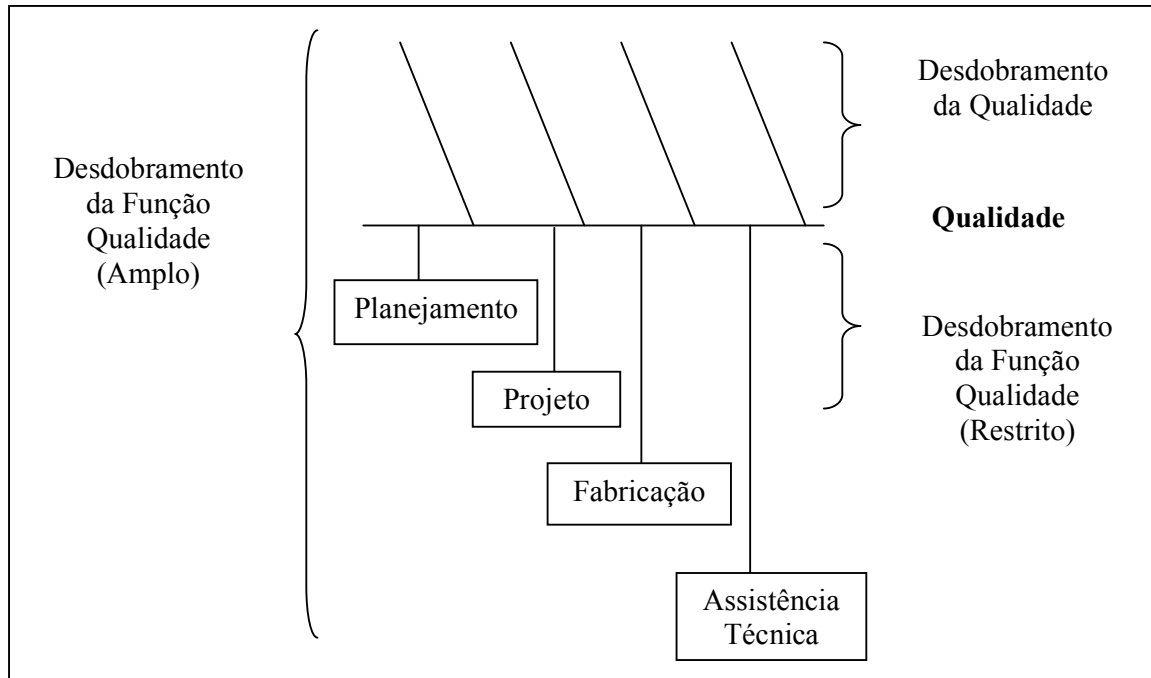 Desdobramento
da Função
Qualidade
(Amplo)
Desdobramento
da Qualidade
Qualidade
Desdobramento
da Função
Qualidade
(Restrito)
Planejamento
Projeto
Fabricação
Assistência
Técnica